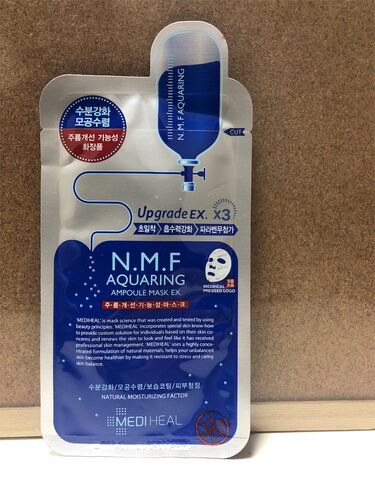 N.M.F AQUARING
수분강화
모공수렴
주름개선 기능성
화장품
CUT
Upgrade EX. x3
초밀착 > 흡수력강화 > 파라벤무첨가
N.M.F
AQUARING
AMPOULE MASK EX.
MEDIHEAL
PRESSED LOGO
주·름·개·선·기·능·성·마·스·크
'MEDIHEAL' is mask science that was created and tested by using
beauty principles. 'MEDIHEAL' incorporates special skin know-how
to provide custom solution for individuals based on their skin co-
ncerns and renews the skin to look and feel like it has received
professional skin management. 'MEDIHEAL' uses a highly conc-
entrated formulation of natural materials, helps your unbalanced
skin become healthier by making it resistant to stress and caring
skin balance.
수분강화/모공수렴/보습코팅/피부청정
NATURAL MOISTURIZING FACTOR
MEDIHEAL